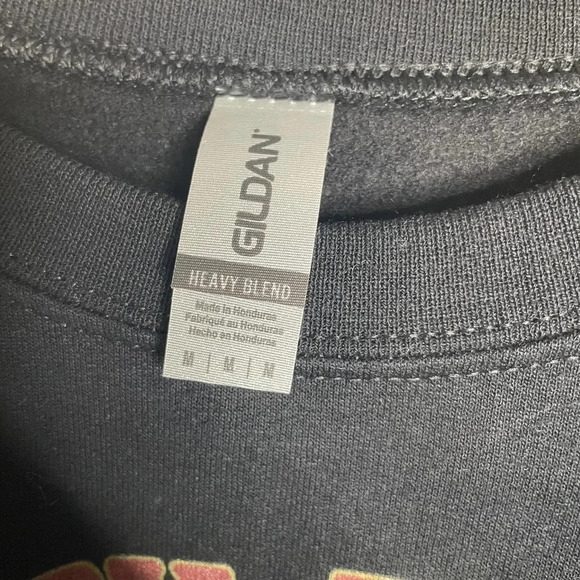 GILDAN®
HEAVY BLEND
Made in Honduras
Fabriqué au Honduras
Hecho en Honduras
M | M | M